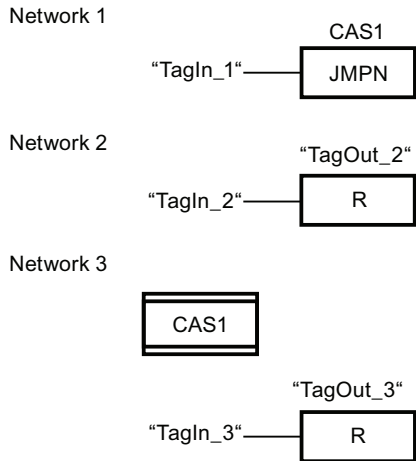 Network 1
CAS1
“TagIn_1“
JMPN
Network 2
“TagOut_2“
“TagIn_2“
R
Network 3
CAS1
“TagOut_3“
“TagIn_3“
R